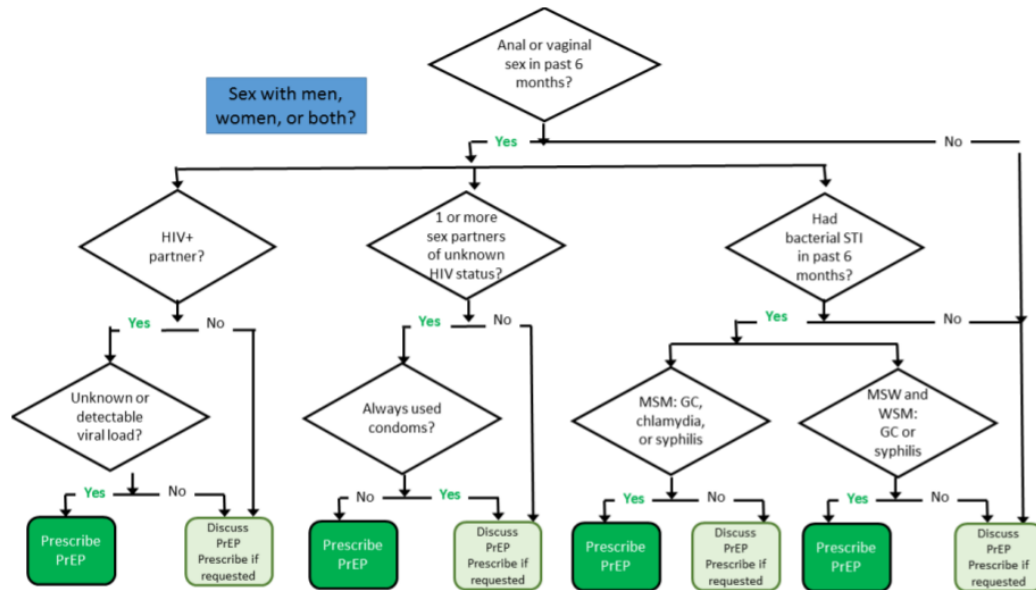 Anal or vaginal
sex in past 6
months?
Sex with men,
women, or both?
Yes
No
HIV+
partner?
1 or more
sex partners
of unknown
HIV status?
Had
bacterial STI
in past 6
months?
Yes
No
Yes
No
Yes
No
Unknown or
detectable
viral load?
Always used
condoms?
MSM: GC,
chlamydia,
or syphilis
MSW and
WSM:
GC or
syphilis
Yes
No
No
Yes
Yes
No
Yes
No
Prescribe
PrEP
Discuss
PrEP
Prescribe if
requested
Prescribe
PrEP
Discuss
PrEP
Prescribe if
requested
Prescribe
PrEP
Discuss
PrEP
Prescribe if
requested
Prescribe
PrEP
Discuss
PrEP
Prescribe if
requested